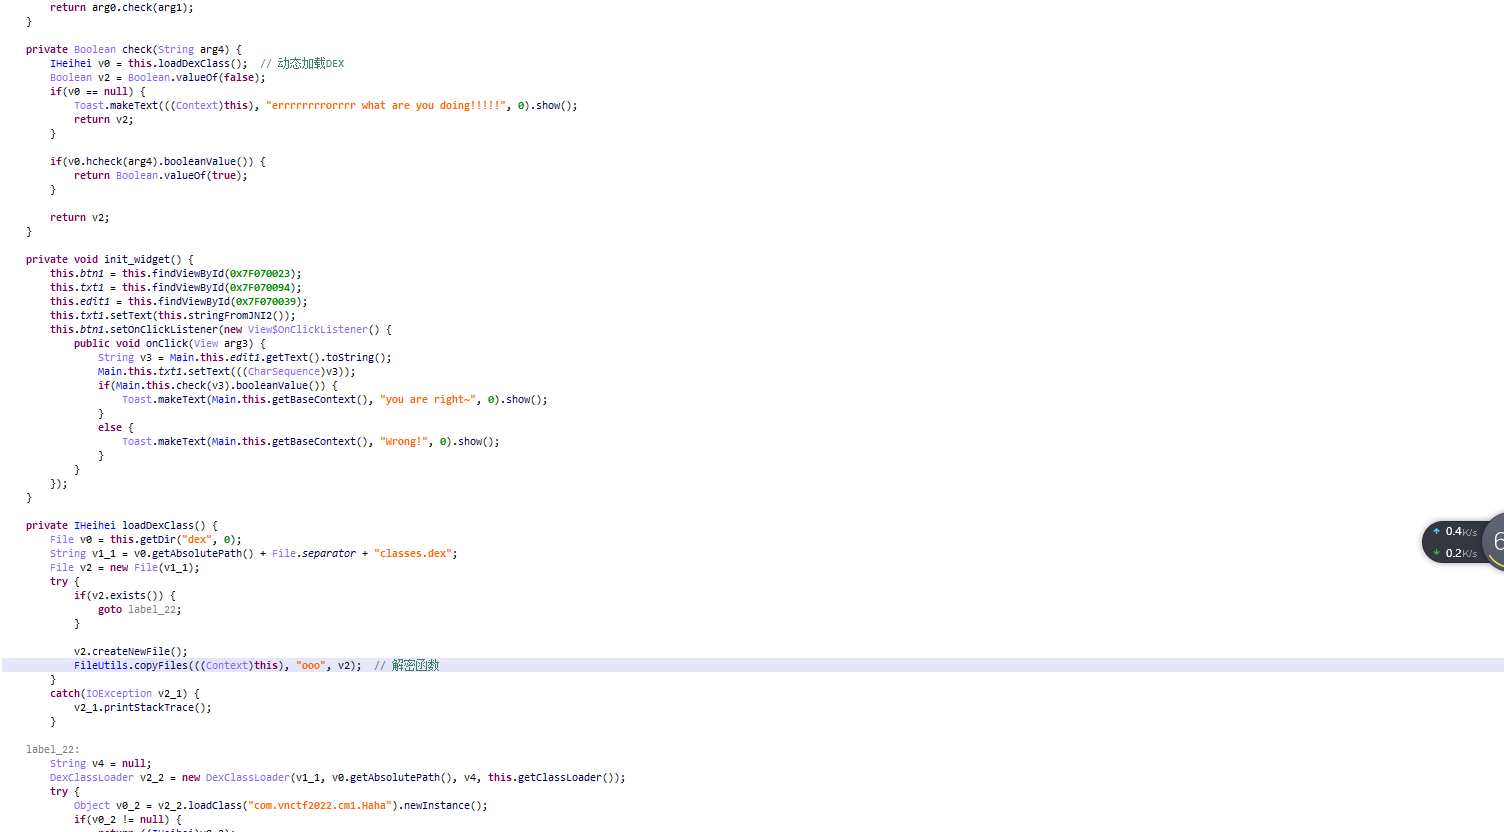 return arg0.check(arg1);
}
private Boolean check(String arg4) {
IHeihei v0 = this.loadDexClass();  // 动态加载DEX
Boolean v2 = Boolean.valueOf(false);
if(v0 == null) {
Toast.makeText(((Context)this), "errrrrrrrorrrr what are you doing!!!!!", 0).show();
return v2;
}
if(v0.hcheck(arg4).booleanValue()) {
return Boolean.valueOf(true);
}
return v2;
}
private void init_widget() {
this.btn1 = this.findViewById(0x7F070023);
this.txt1 = this.findViewById(0x7F070094);
this.edit1 = this.findViewById(0x7F070039);
this.txt1.setText(this.stringFromJNI2());
this.btn1.setOnClickListener(new View$OnClickListener() {
public void onClick(View arg3) {
String v3 = Main.this.edit1.getText().toString();
Main.this.txt1.setText(((CharSequence)v3));
if(Main.this.check(v3).booleanValue()) {
Toast.makeText(Main.this.getBaseContext(), "you are right~", 0).show();
}
else {
Toast.makeText(Main.this.getBaseContext(), "Wrong!", 0).show();
}
}
});
}
private IHeihei loadDexClass() {
File v0 = this.getDir("dex", 0);
String v1_1 = v0.getAbsolutePath() + File.separator + "classes.dex";
File v2 = new File(v1_1);
try {
if(v2.exists()) {
goto label_22;
}
v2.createNewFile();
FileUtils.copyFiles(((Context)this), "ooo", v2);  // 解密函数
}
catch(IOException v2_1) {
v2_1.printStackTrace();
}
label_22:
String v4 = null;
DexClassLoader v2_2 = new DexClassLoader(v1_1, v0.getAbsolutePath(), v4, this.getClassLoader());
try {
Object v0_2 = v2_2.loadClass("com.vnctf2022.cm1.Haha").newInstance();
if(v0_2 != null) {
0.4K/s
0.2K/s